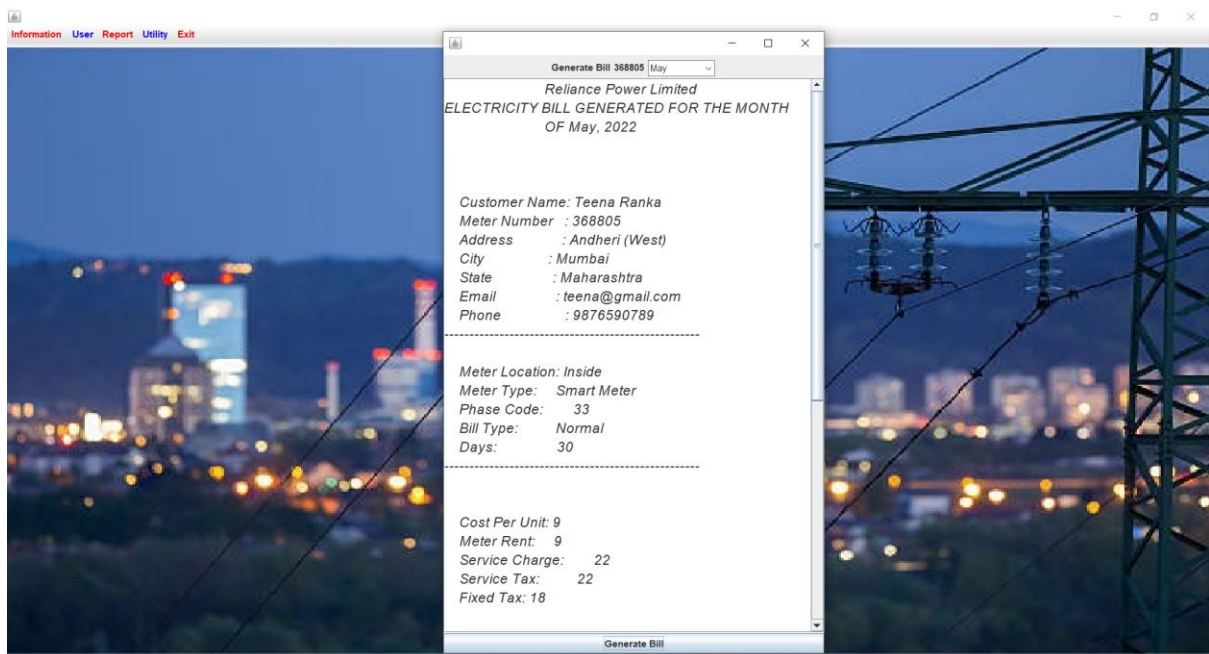 Information User Report Utility Exit
Generate Bill 368805 May
Reliance Power Limited
ELECTRICITY BILL GENERATED FOR THE MONTH
OF May, 2022
Customer Name: Teena Ranka
Meter Number : 368805
Address : Andheri (West)
City : Mumbai
State : Maharashtra
Email : teena@gmail.com
Phone : 9876590789
---------------------------------------------------
Meter Location: Inside
Meter Type: Smart Meter
Phase Code: 33
Bill Type: Normal
Days: 30
---------------------------------------------------
Cost Per Unit: 9
Meter Rent: 9
Service Charge: 22
Service Tax: 22
Fixed Tax: 18
Generate Bill